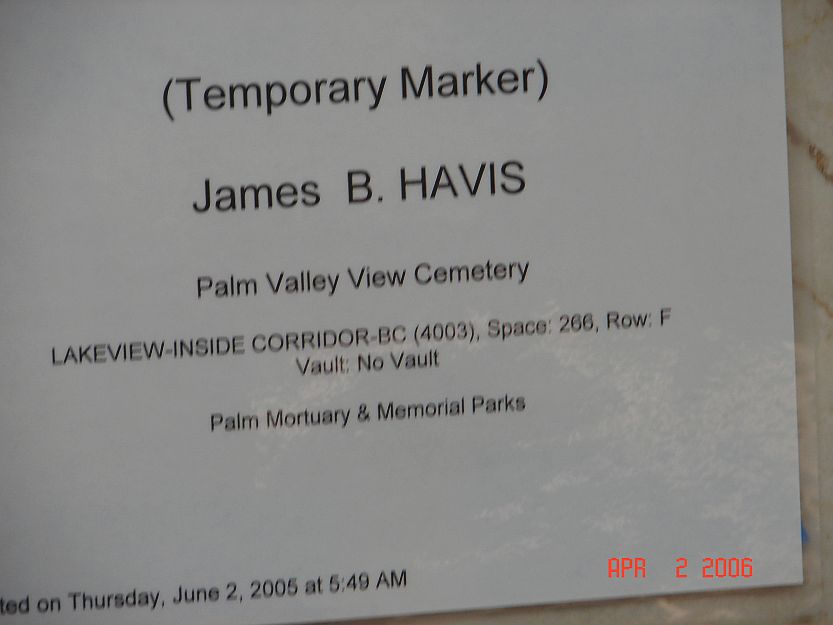 (Temporary Marker)
James B. HAVIS
Palm Valley View Cemetery
LAKEVIEW-INSIDE CORRIDOR-BC (4003), Space: 266, Row: F
Vault: No Vault
Palm Mortuary & Memorial Parks
ted on Thursday, June 2, 2005 at 5:49 AM
APR 2 2006